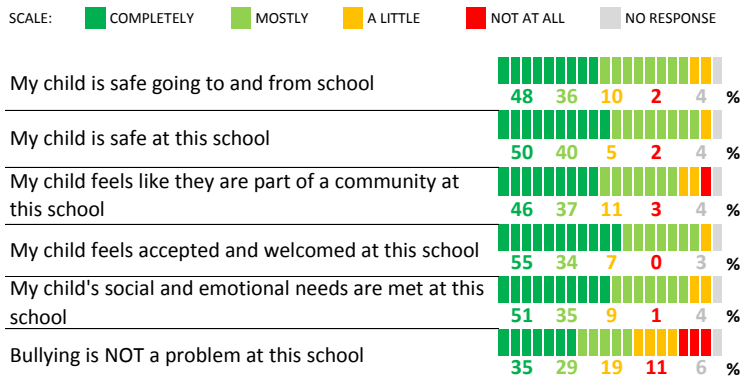 SCALE: COMPLETELY MOSTLY A LITTLE NOT AT ALL NO RESPONSE
My child is safe going to and from school
48 36 10 2 4 %
My child is safe at this school
50 40 5 2 4 %
My child feels like they are part of a community at
this school
46 37 11 3 4 %
My child feels accepted and welcomed at this school
55 34 7 0 3 %
My child's social and emotional needs are met at this
school
51 35 9 1 4 %
Bullying is NOT a problem at this school
35 29 19 11 6 %